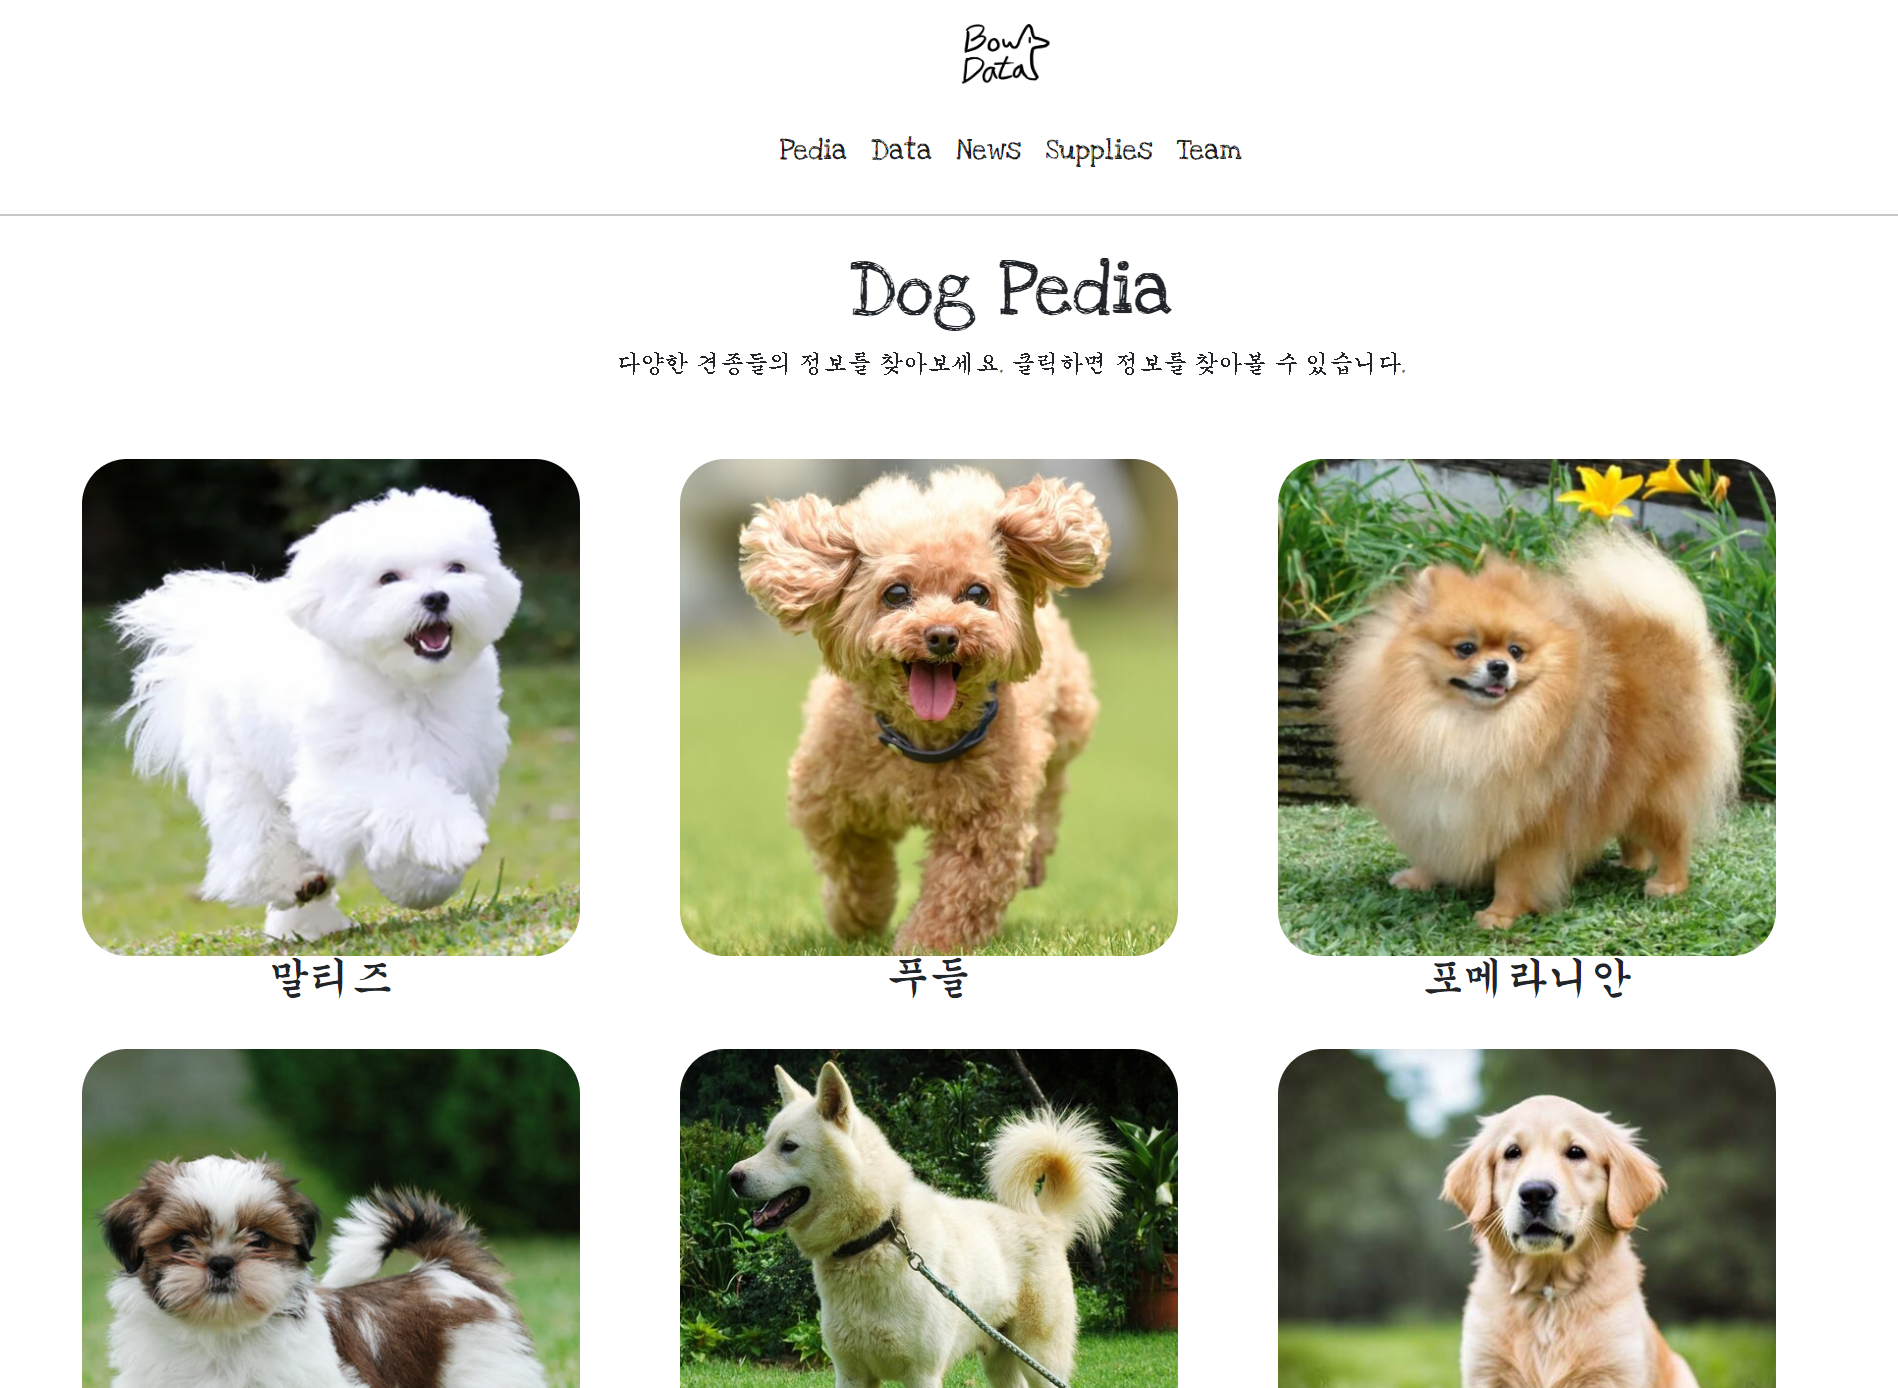 Bow
Data
Pedia Data News Supplies Team
Dog Pedia
다양한 견종들의 정보를 찾아보세요. 클릭하면 정보를 찾아볼 수 있습니다.
말티즈 푸들 포메라니안